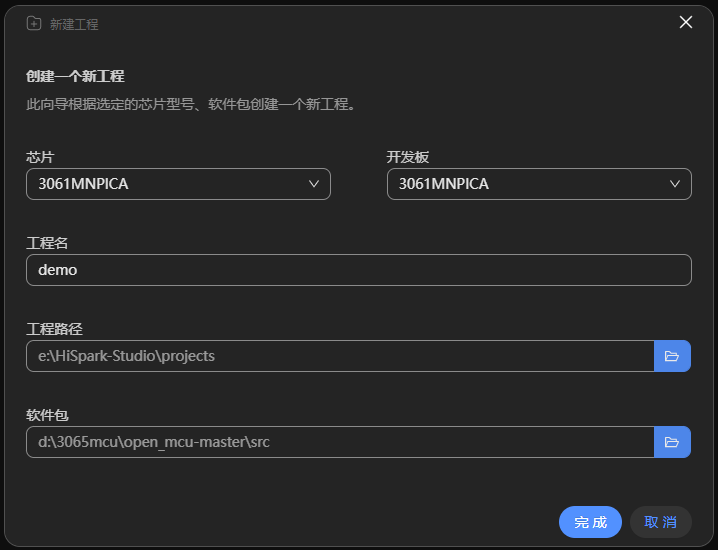 新建工程
创建一个新工程
此向导根据选定的芯片型号、软件包创建一个新工程。
芯片 开发板
3061MNPICA 3061MNPICA
工程名
demo
工程路径
e:\HiSpark-Studio\projects
软件包
d:\3065mcu\open_mcu-master\src
完成 取消